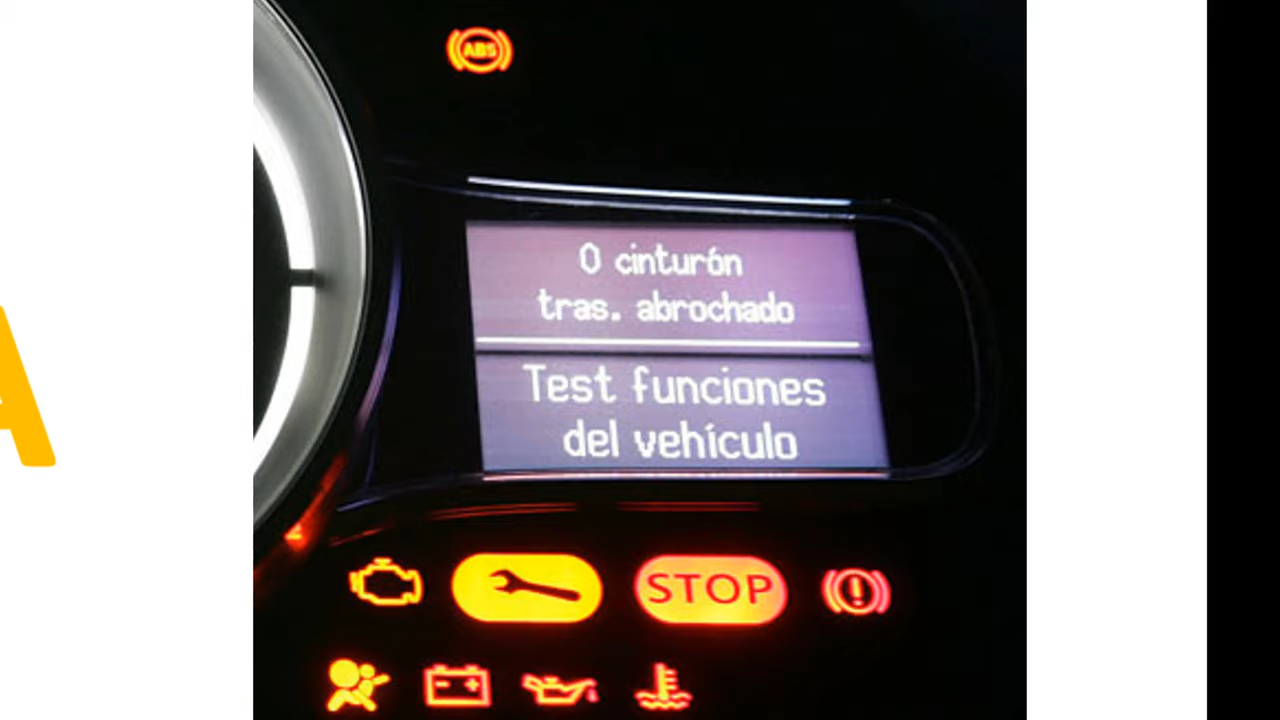 ABS
0 cinturón
tras. abrochado
Test funciones
del vehículo
STOP
A